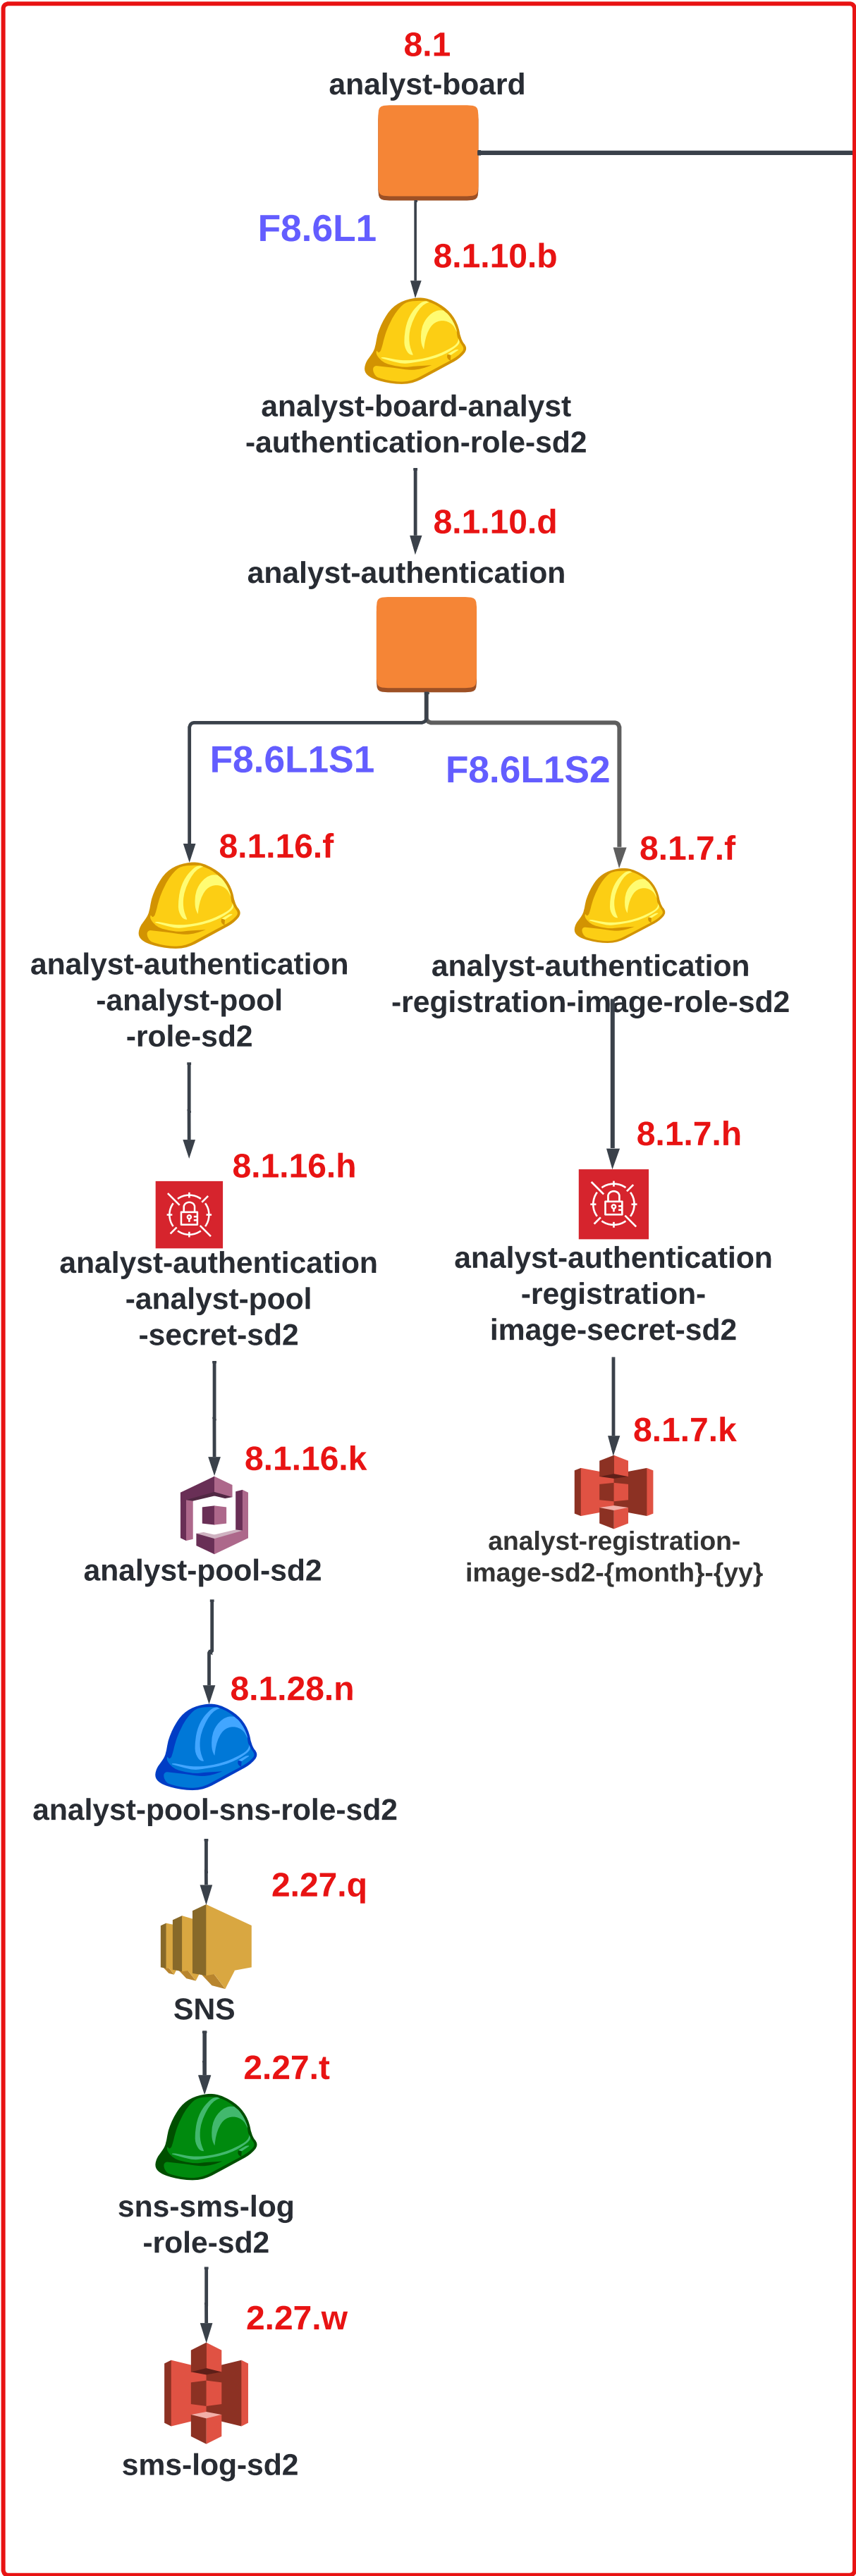 8.1
analyst-board
F8.6L1
8.1.10.b
analyst-board-analyst
-authentication-role-sd2
8.1.10.d
analyst-authentication
F8.6L1S1
F8.6L1S2
8.1.16.f
8.1.7.f
analyst-authentication
-analyst-pool
-role-sd2
analyst-authentication
-registration-image-role-sd2
8.1.16.h
8.1.7.h
analyst-authentication
-analyst-pool
-secret-sd2
analyst-authentication
-registration-
image-secret-sd2
8.1.16.k
8.1.7.k
analyst-pool-sd2
analyst-registration-
image-sd2-{month}-{yy}
8.1.28.n
analyst-pool-sns-role-sd2
2.27.q
SNS
2.27.t
sns-sms-log
-role-sd2
2.27.w
sms-log-sd2